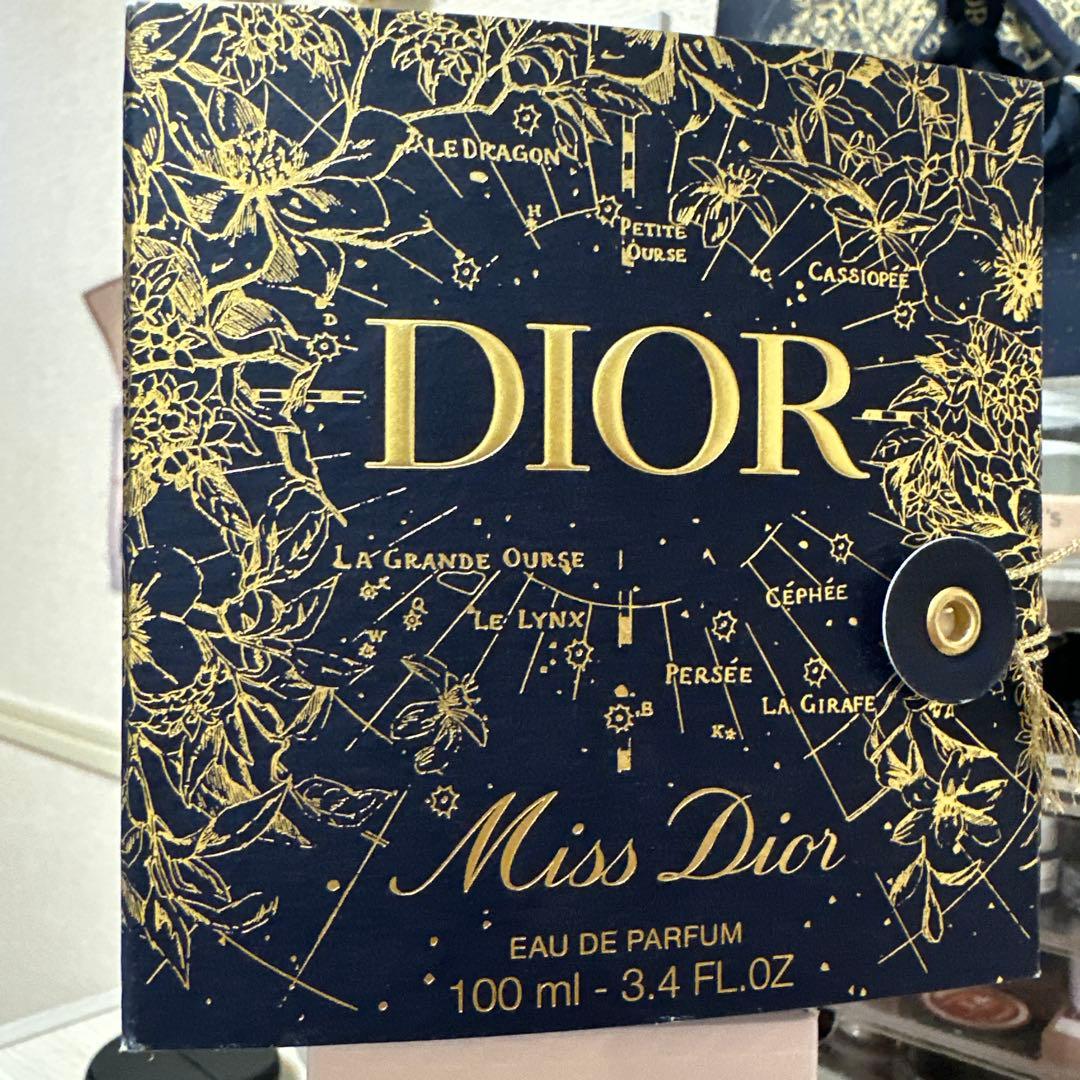 LE DRAGON
H
PETITE
OURSE
C
CASSIOPÉE
D
DIOR
LA GRANDE OURSE
LE LYNX
CÉPHÉE
W
PERSÉE
LA GIRAFE
B
K
Miss Dior
EAU DE PARFUM
100 ml - 3.4 FL.OZ